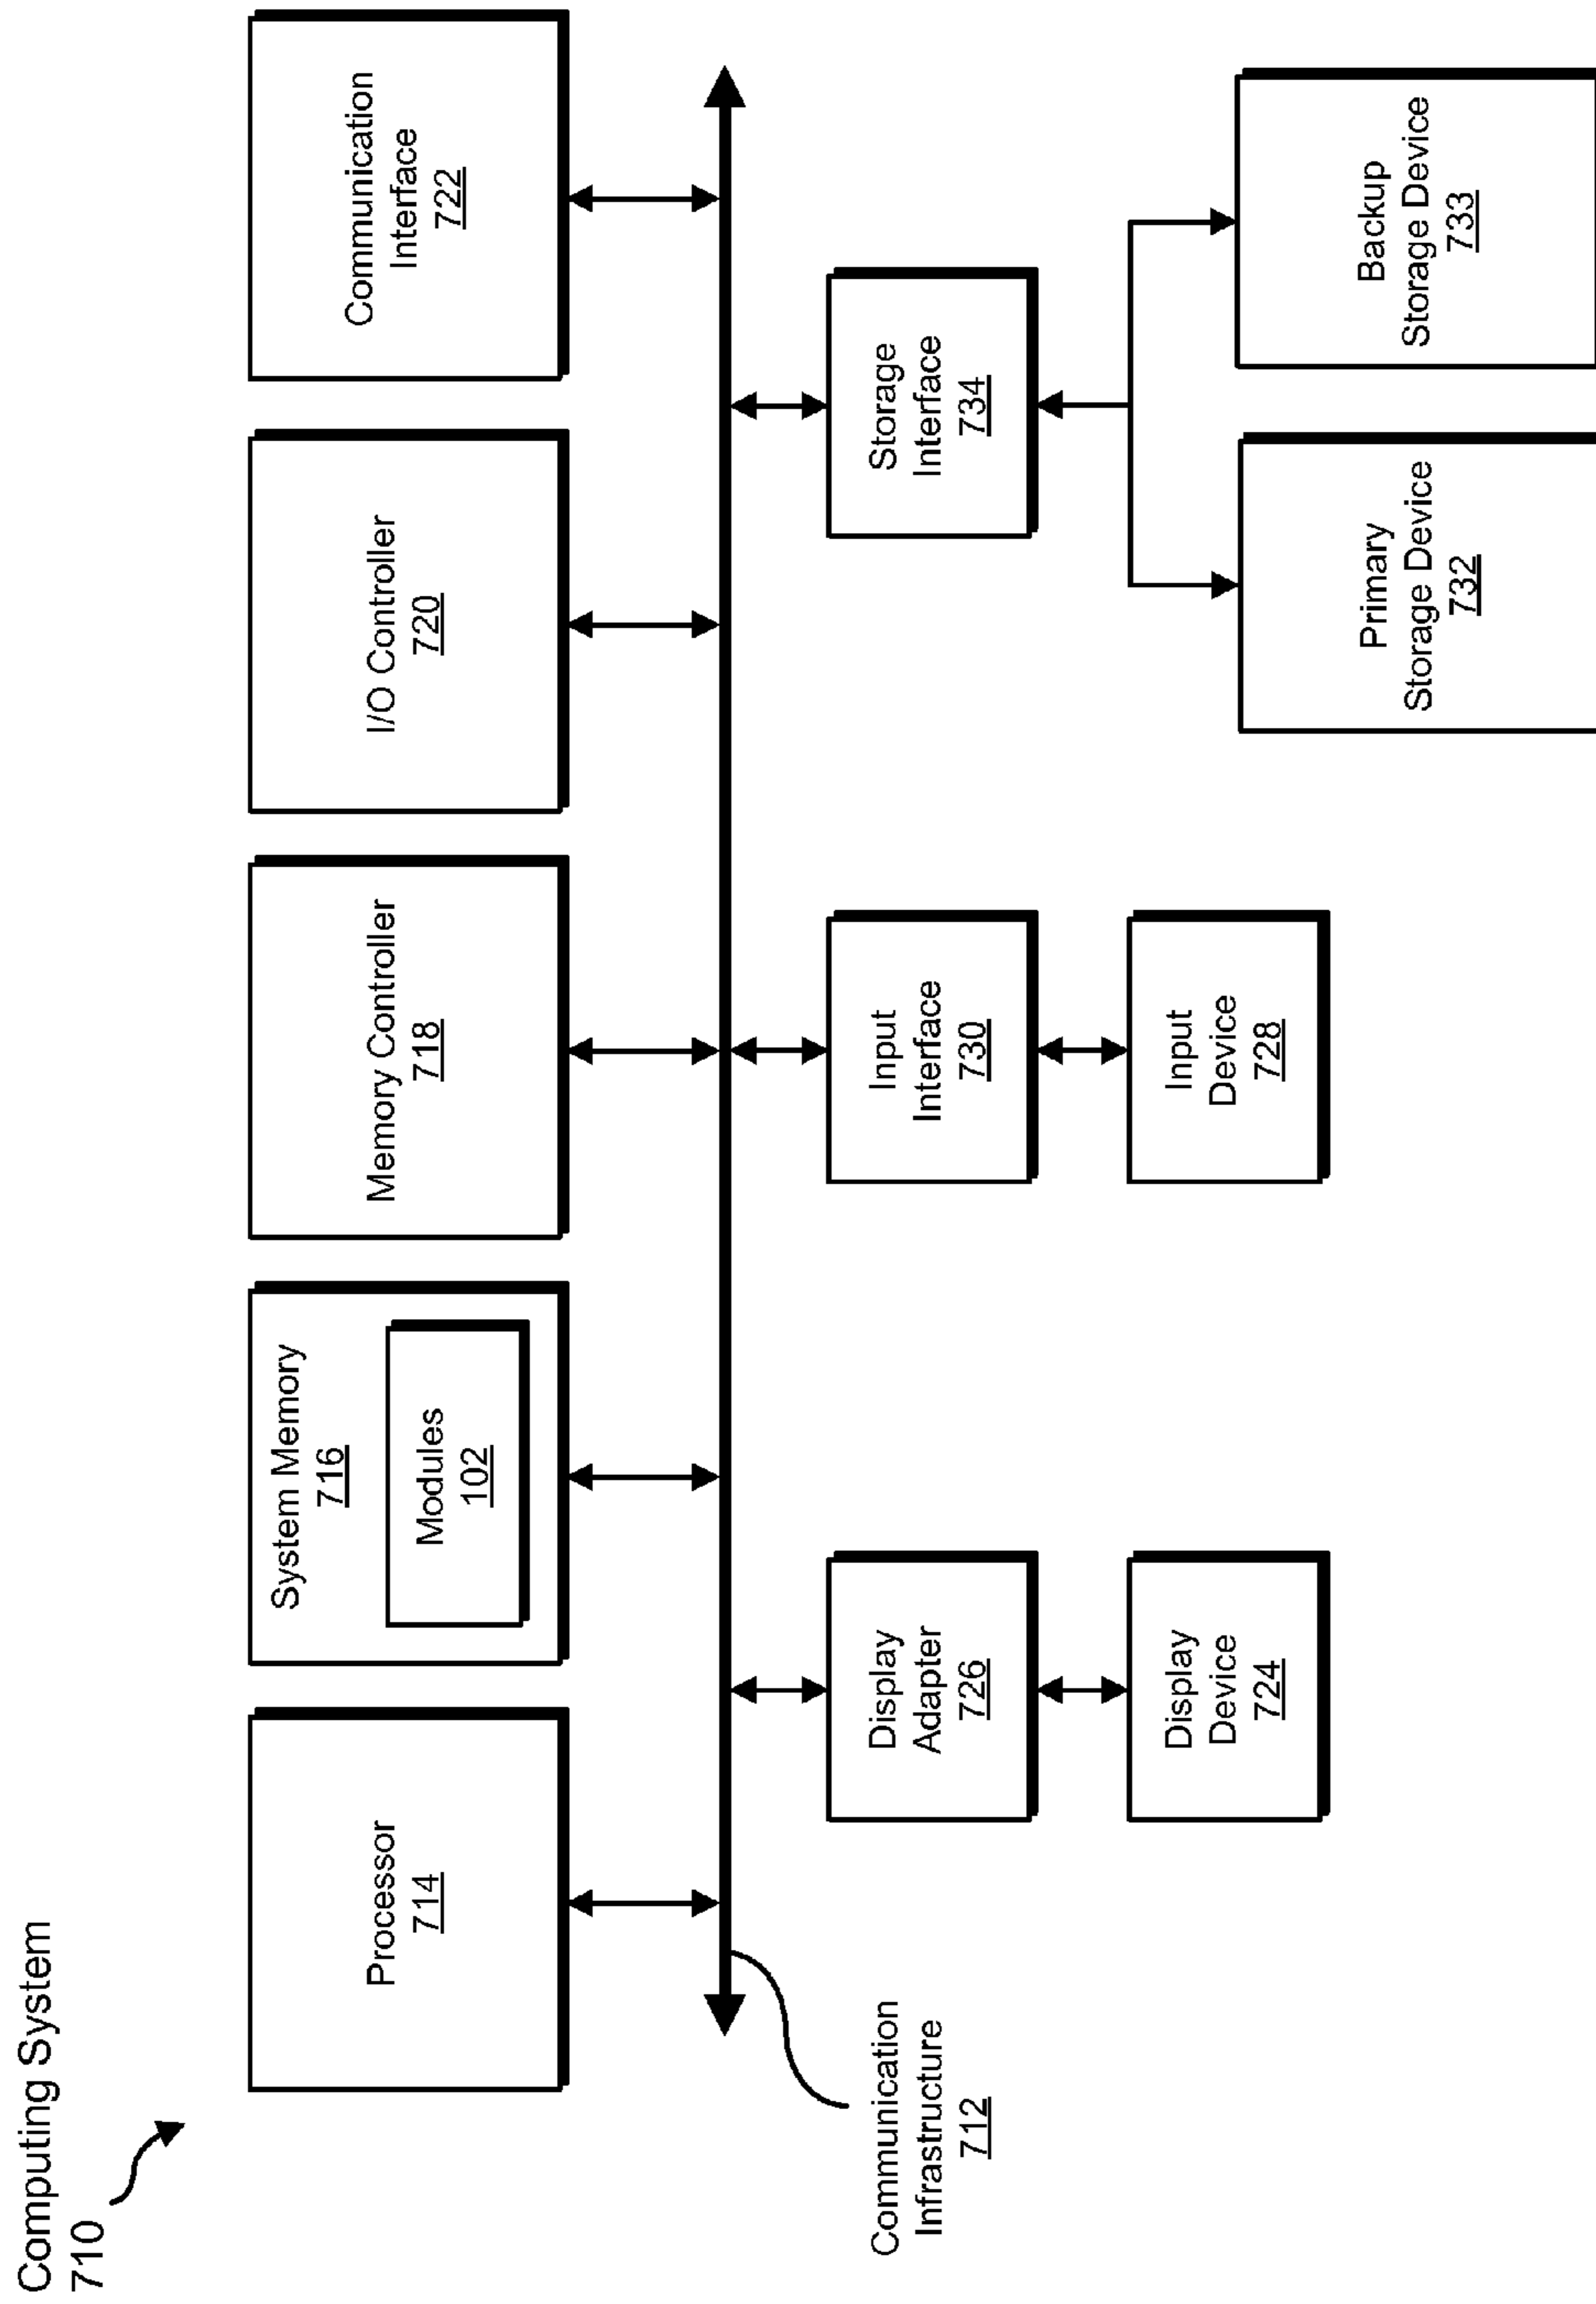 Computing System
710
Processor
714
System Memory
716
Modules
102
Memory Controller
718
I/O Controller
720
Communication
Interface
722
Communication
Infrastructure
712
Display
Adapter
726
Input
Interface
730
Storage
Interface
734
Display
Device
724
Input
Device
728
Primary
Storage Device
732
Backup
Storage Device
733